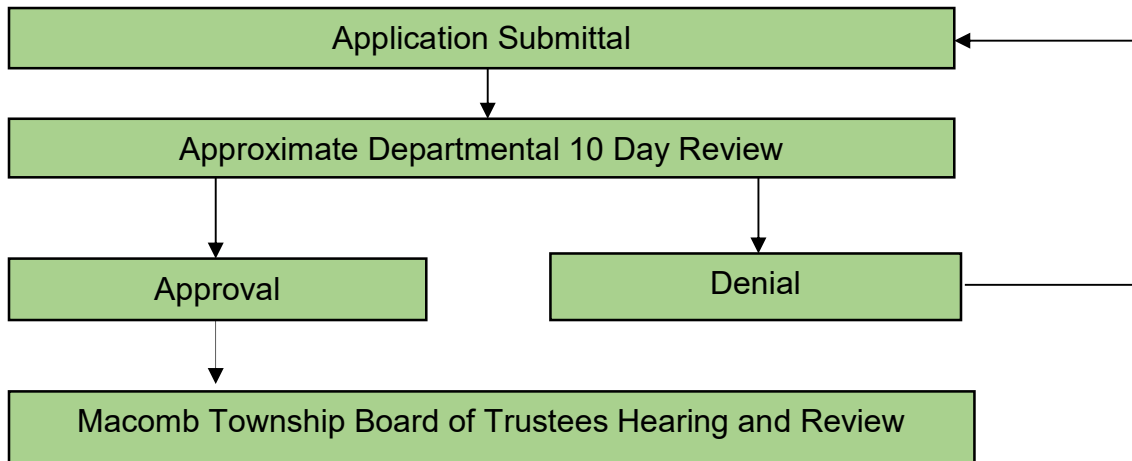 Application Submittal
Approximate Departmental 10 Day Review
Approval
Denial
Macomb Township Board of Trustees Hearing and Review